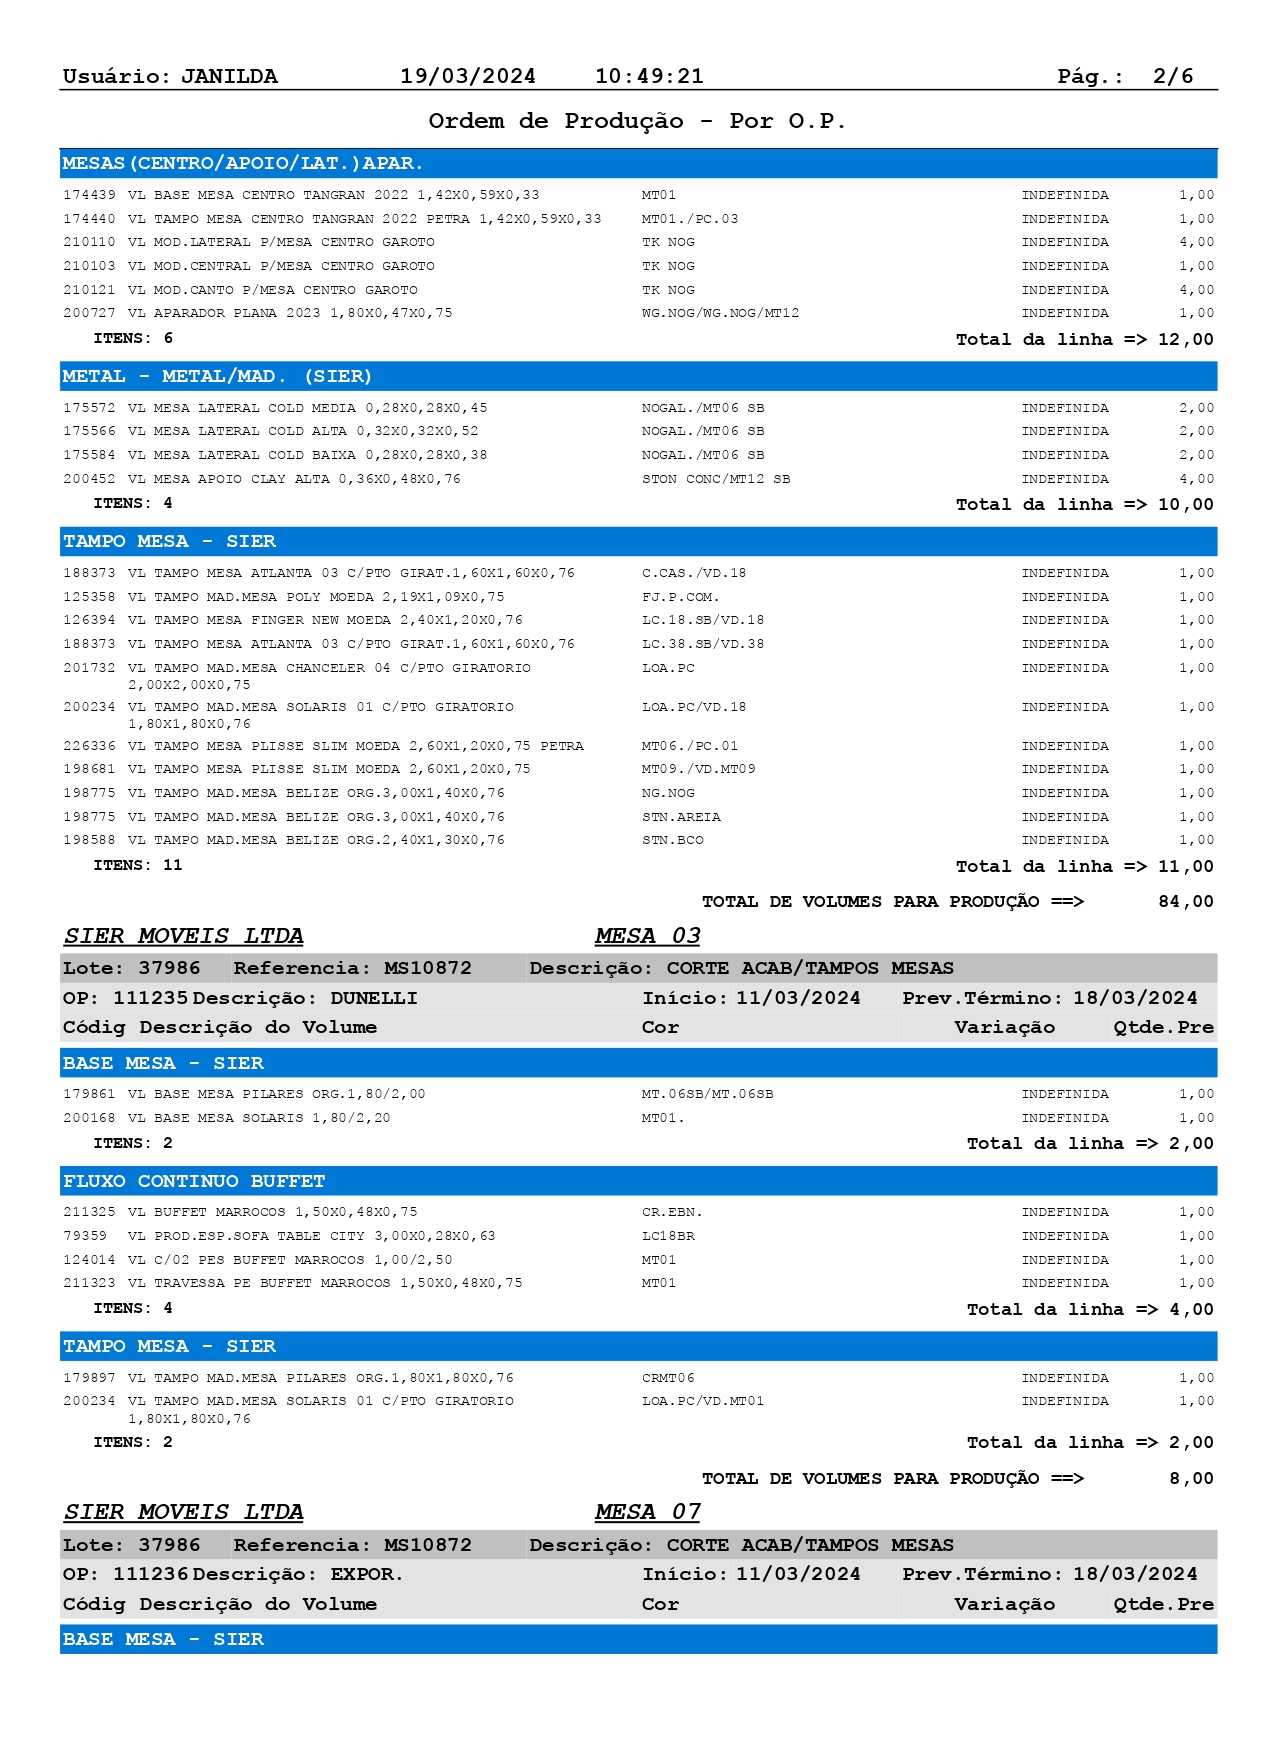 Usuário: JANILDA 19/03/2024 10:49:21 Pág.: 2/6
Ordem de Produção - Por O.P.
MESAS(CENTRO/APOIO/LAT.)APAR.
174439 VL BASE MESA CENTRO TANGRAN 2022 1,42X0,59X0,33 MT01 INDEFINIDA 1,00
174440 VL TAMPO MESA CENTRO TANGRAN 2022 PETRA 1,42X0,59X0,33 MT01./PC.03 INDEFINIDA 1,00
210110 VL MOD.LATERAL P/MESA CENTRO GAROTO TK NOG INDEFINIDA 4,00
210103 VL MOD.CENTRAL P/MESA CENTRO GAROTO TK NOG INDEFINIDA 1,00
210121 VL MOD.CANTO P/MESA CENTRO GAROTO TK NOG INDEFINIDA 4,00
200727 VL APARADOR PLANA 2023 1,80X0,47X0,75 WG.NOG/WG.NOG/MT12 INDEFINIDA 1,00
ITENS: 6 Total da linha => 12,00
METAL - METAL/MAD. (SIER)
175572 VL MESA LATERAL COLD MEDIA 0,28X0,28X0,45 NOGAL./MT06 SB INDEFINIDA 2,00
175566 VL MESA LATERAL COLD ALTA 0,32X0,32X0,52 NOGAL./MT06 SB INDEFINIDA 2,00
175584 VL MESA LATERAL COLD BAIXA 0,28X0,28X0,38 NOGAL./MT06 SB INDEFINIDA 2,00
200452 VL MESA APOIO CLAY ALTA 0,36X0,48X0,76 STON CONC/MT12 SB INDEFINIDA 4,00
ITENS: 4 Total da linha => 10,00
TAMPO MESA - SIER
188373 VL TAMPO MESA ATLANTA 03 C/PTO GIRAT.1,60X1,60X0,76 C.CAS./VD.18 INDEFINIDA 1,00
125358 VL TAMPO MAD.MESA POLY MOEDA 2,19X1,09X0,75 FJ.P.COM. INDEFINIDA 1,00
126394 VL TAMPO MESA FINGER NEW MOEDA 2,40X1,20X0,76 LC.18.SB/VD.18 INDEFINIDA 1,00
188373 VL TAMPO MESA ATLANTA 03 C/PTO GIRAT.1,60X1,60X0,76 LC.38.SB/VD.38 INDEFINIDA 1,00
201732 VL TAMPO MAD.MESA CHANCELER 04 C/PTO GIRATORIO LOA.PC INDEFINIDA 1,00
2,00X2,00X0,75
200234 VL TAMPO MAD.MESA SOLARIS 01 C/PTO GIRATORIO LOA.PC/VD.18 INDEFINIDA 1,00
1,80X1,80X0,76
226336 VL TAMPO MESA PLISSE SLIM MOEDA 2,60X1,20X0,75 PETRA MT06./PC.01 INDEFINIDA 1,00
198681 VL TAMPO MESA PLISSE SLIM MOEDA 2,60X1,20X0,75 MT09./VD.MT09 INDEFINIDA 1,00
198775 VL TAMPO MAD.MESA BELIZE ORG.3,00X1,40X0,76 NG.NOG INDEFINIDA 1,00
198775 VL TAMPO MAD.MESA BELIZE ORG.3,00X1,40X0,76 STN.AREIA INDEFINIDA 1,00
198588 VL TAMPO MAD.MESA BELIZE ORG.2,40X1,30X0,76 STN.BCO INDEFINIDA 1,00
ITENS: 11 Total da linha => 11,00
TOTAL DE VOLUMES PARA PRODUÇÃO ==> 84,00
SIER MOVEIS LTDA MESA 03
Lote: 37986 Referencia: MS10872 Descrição: CORTE ACAB/TAMPOS MESAS
OP: 111235 Descrição: DUNELLI Início: 11/03/2024 Prev.Término: 18/03/2024
Códig Descrição do Volume Cor Variação Qtde.Pre
BASE MESA - SIER
179861 VL BASE MESA PILARES ORG.1,80/2,00 MT.06SB/MT.06SB INDEFINIDA 1,00
200168 VL BASE MESA SOLARIS 1,80/2,20 MT01. INDEFINIDA 1,00
ITENS: 2 Total da linha => 2,00
FLUXO CONTINUO BUFFET
211325 VL BUFFET MARROCOS 1,50X0,48X0,75 CR.EBN. INDEFINIDA 1,00
79359 VL PROD.ESP.SOFA TABLE CITY 3,00X0,28X0,63 LC18BR INDEFINIDA 1,00
124014 VL C/02 PES BUFFET MARROCOS 1,00/2,50 MT01 INDEFINIDA 1,00
211323 VL TRAVESSA PE BUFFET MARROCOS 1,50X0,48X0,75 MT01 INDEFINIDA 1,00
ITENS: 4 Total da linha => 4,00
TAMPO MESA - SIER
179897 VL TAMPO MAD.MESA PILARES ORG.1,80X1,80X0,76 CRMT06 INDEFINIDA 1,00
200234 VL TAMPO MAD.MESA SOLARIS 01 C/PTO GIRATORIO LOA.PC/VD.MT01 INDEFINIDA 1,00
1,80X1,80X0,76
ITENS: 2 Total da linha => 2,00
TOTAL DE VOLUMES PARA PRODUÇÃO ==> 8,00
SIER MOVEIS LTDA MESA 07
Lote: 37986 Referencia: MS10872 Descrição: CORTE ACAB/TAMPOS MESAS
OP: 111236 Descrição: EXPOR. Início: 11/03/2024 Prev.Término: 18/03/2024
Códig Descrição do Volume Cor Variação Qtde.Pre
BASE MESA - SIER